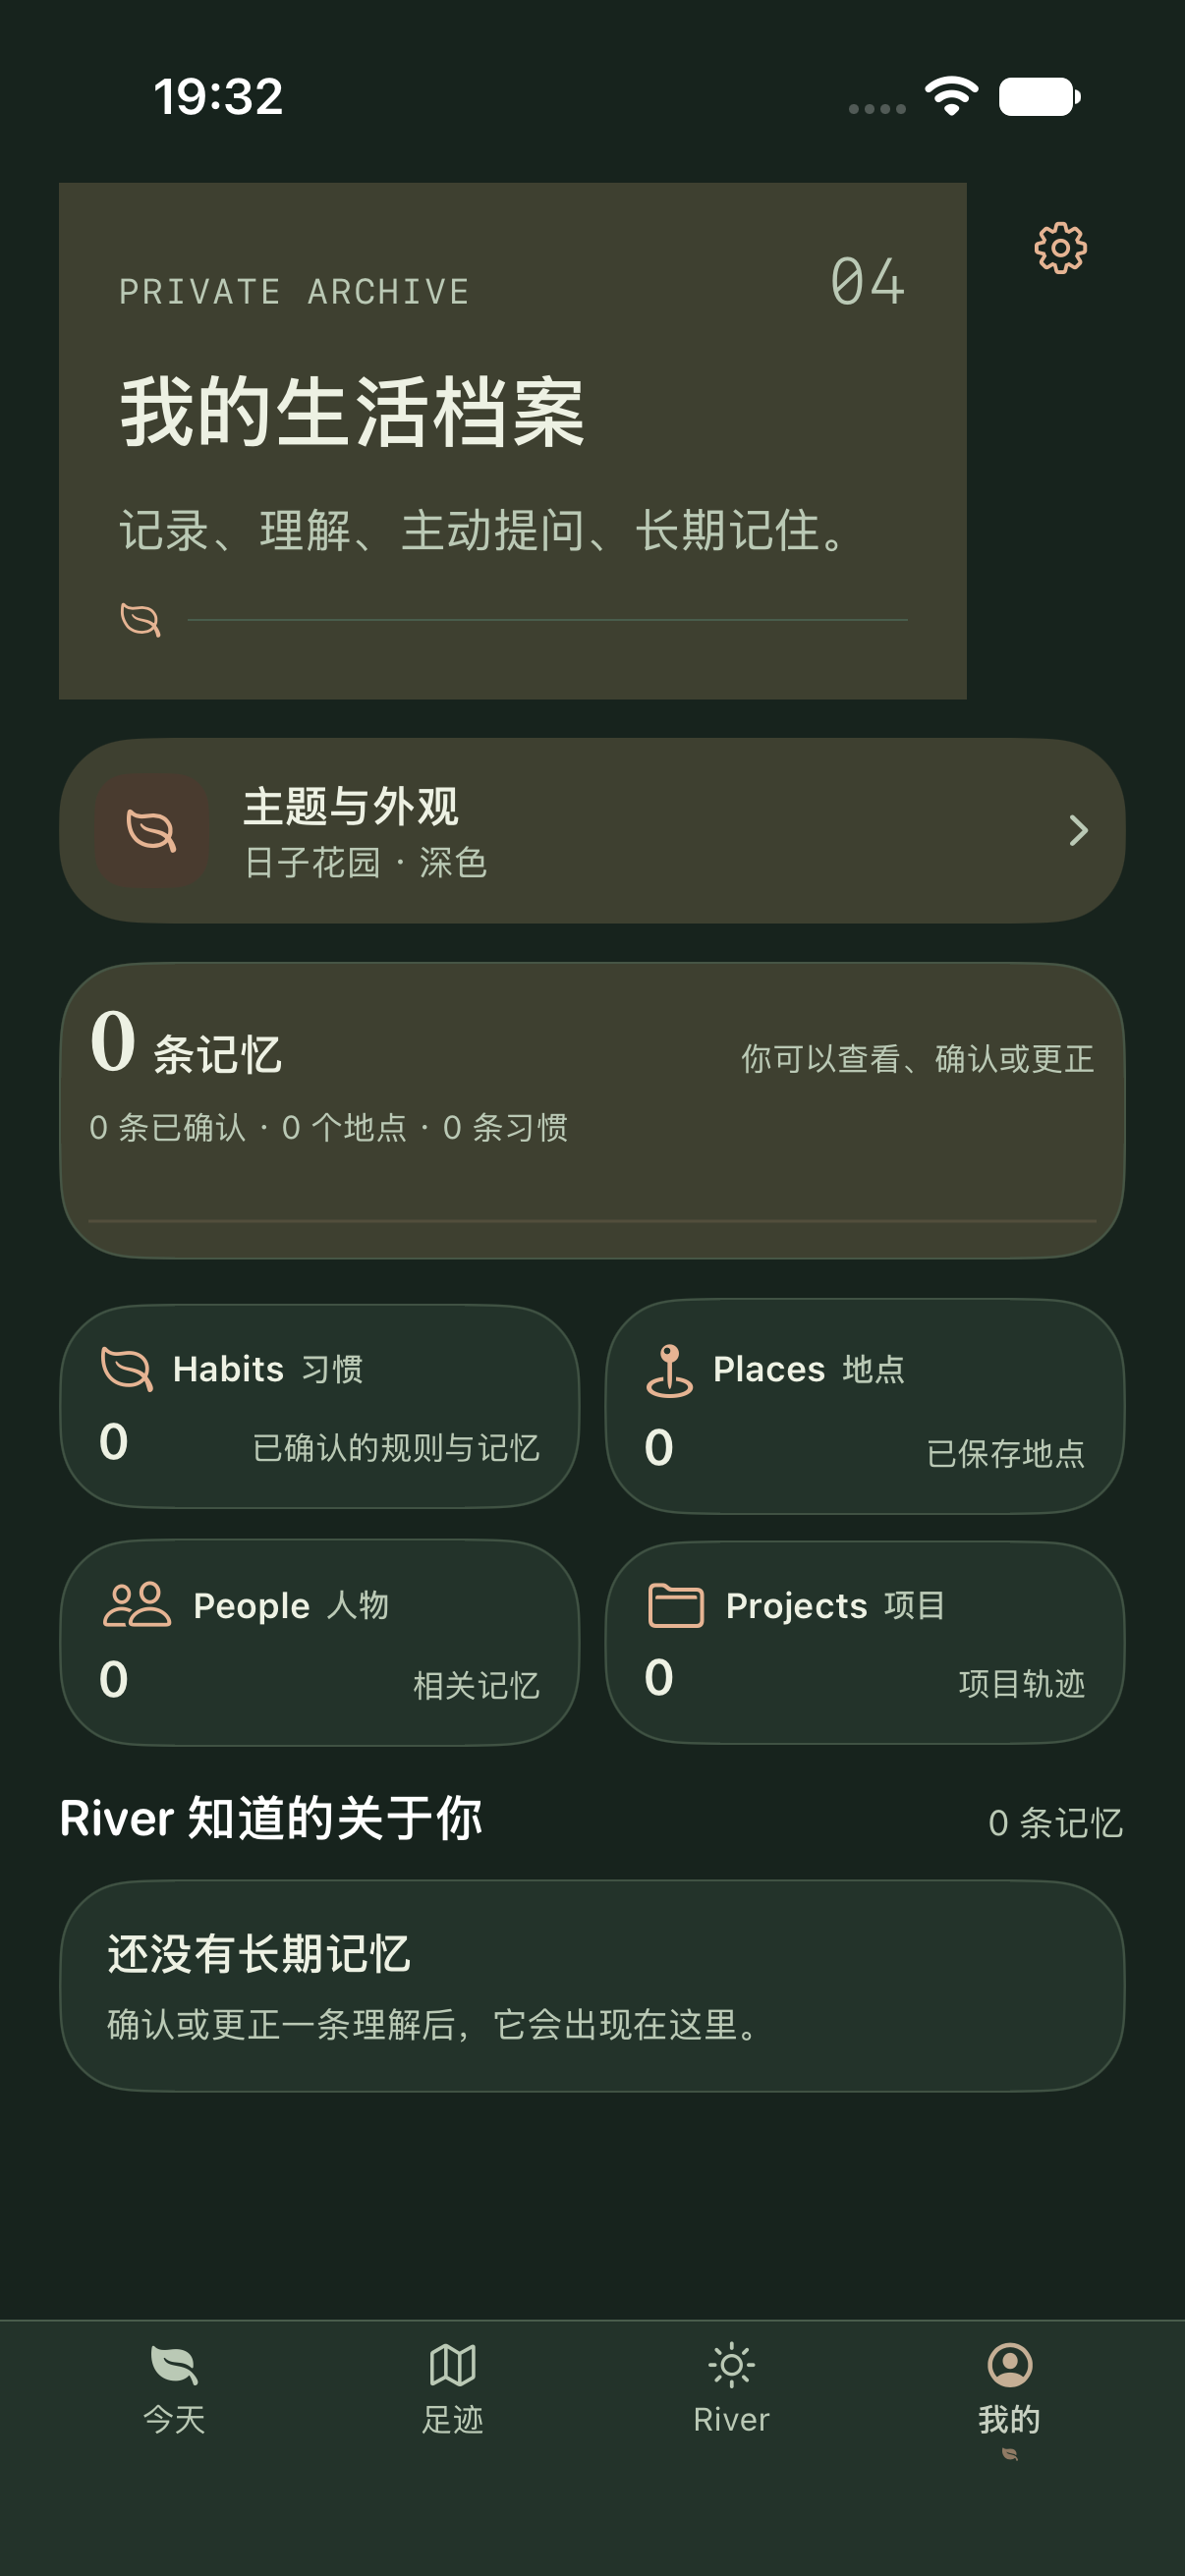 19:32
PRIVATE ARCHIVE 04
我的生活档案
记录、理解、主动提问、长期记住。
主题与外观
日子花园 · 深色
0 条记忆 你可以查看、确认或更正
0 条已确认 · 0 个地点 · 0 条习惯
Habits 习惯
0 已确认的规则与记忆
Places 地点
0 已保存地点
People 人物
0 相关记忆
Projects 项目
0 项目轨迹
River 知道的关于你 0 条记忆
还没有长期记忆
确认或更正一条理解后，它会出现在这里。
今天 足迹 River 我的